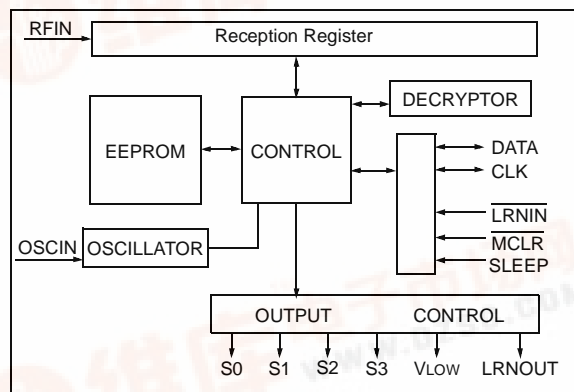 RFIN
Reception Register
DECRYPTOR
EEPROM
CONTROL
DATA
CLK
LRNIN
MCLR
SLEEP
OSCIN
OSCILLATOR
OUTPUT CONTROL
S0 S1 S2 S3 VLOW LRNOUT